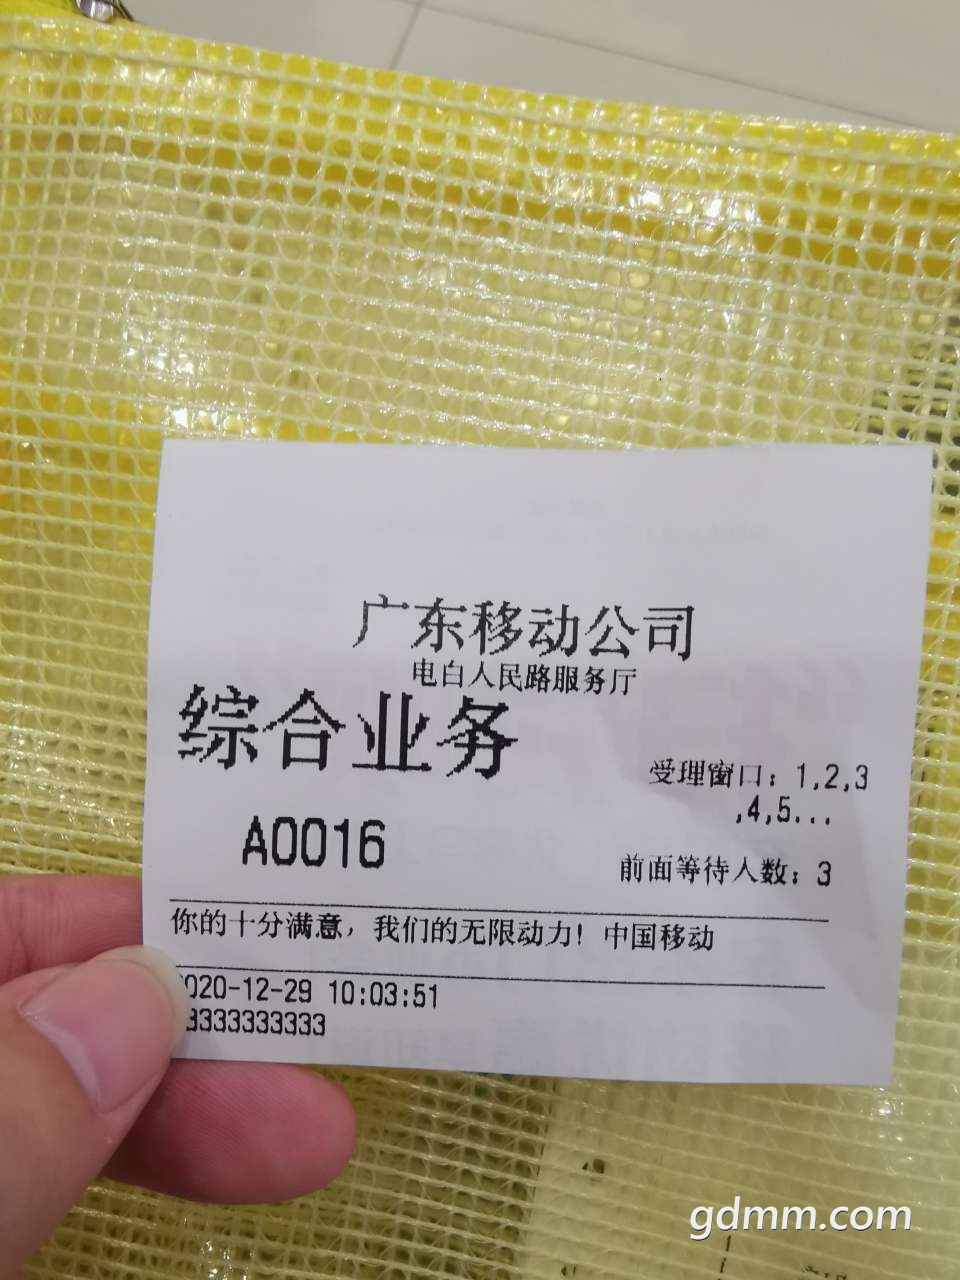 广东移动公司
电白人民路服务厅
综合业务
受理窗口：1,2,3
,4,5...
A0016
前面等待人数：3
你的十分满意，我们的无限动力！中国移动
020-12-29 10:03:51
3333333333
gdmm.com